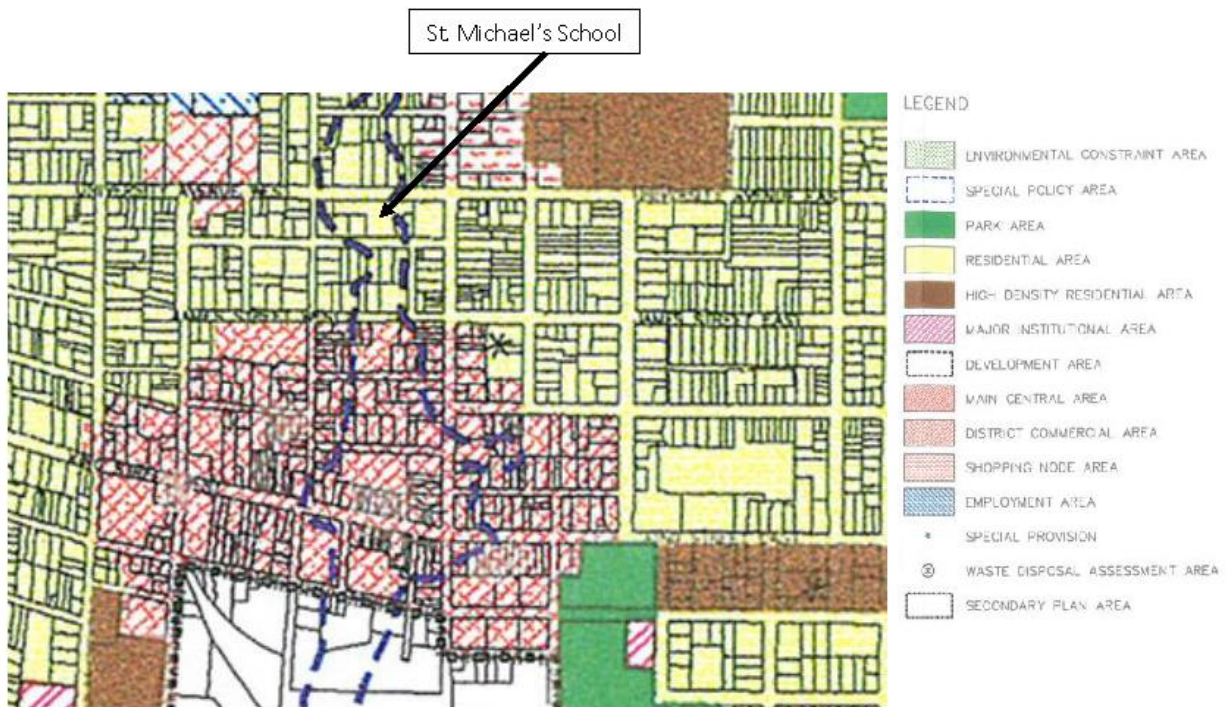 St. Michael's School
LEGEND
ENVIRONMENTAL CONSTRAINT AREA
SPECIAL POLICY AREA
PARK AREA
RESIDENTIAL AREA
HIGH DENSITY RESIDENTIAL AREA
MAJOR INSTITUTIONAL AREA
DEVELOPMENT AREA
MAIN CENTRAL AREA
DISTRICT COMMERCIAL AREA
SHOPPING NODE AREA
EMPLOYMENT AREA
SPECIAL PROVISION
WASTE DISPOSAL ASSESSMENT AREA
SECONDARY PLAN AREA